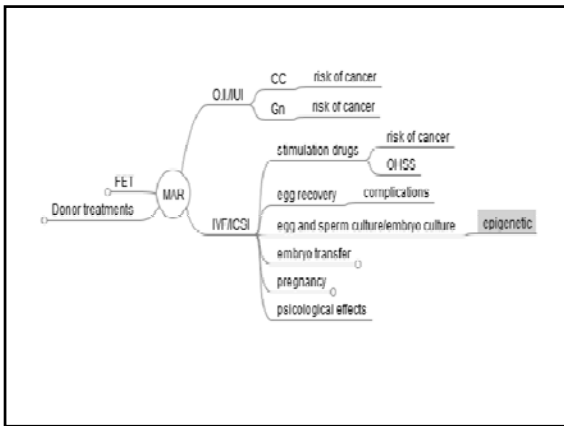 CC risk of cancer
O.I./IUI
Gn risk of cancer
risk of cancer
stimulation drugs
OHSS
FET
MAR
egg recovery complications
Donor treatments
IVF/ICSI
egg and sperm culture/embryo culture epigenetic
embryo transfer
pregnancy
psicological effects